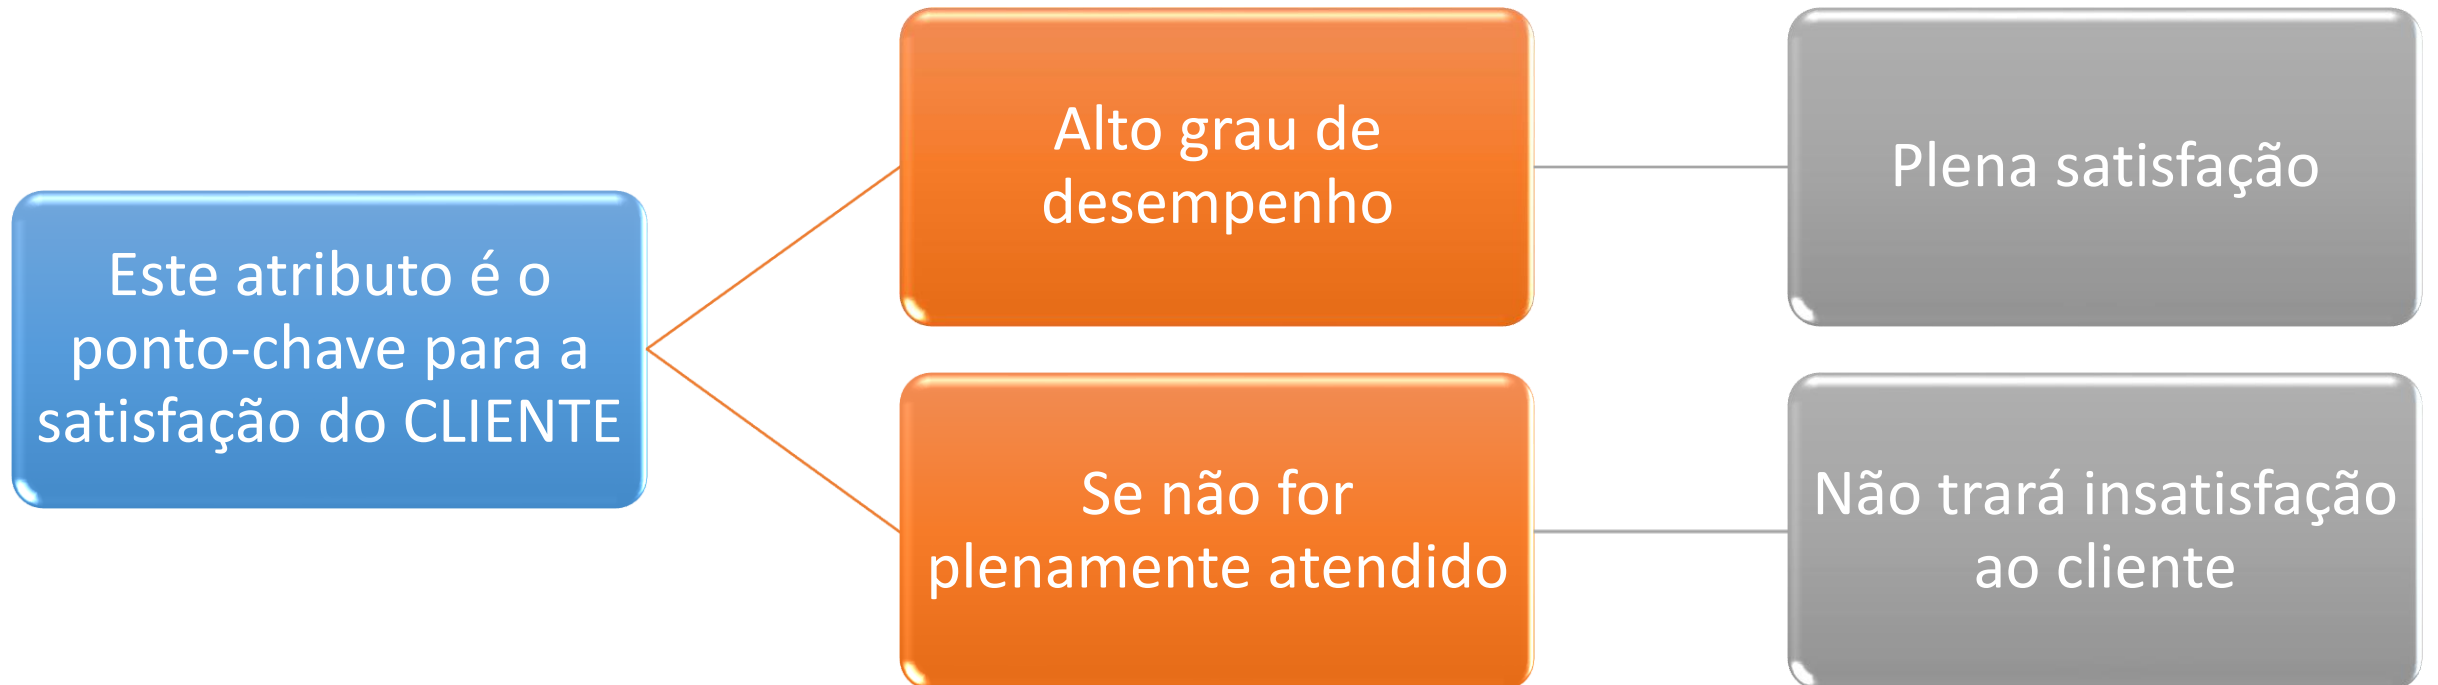 Este atributo é o
ponto-chave para a
satisfação do CLIENTE
Alto grau de
desempenho
Plena satisfação
Se não for
plenamente atendido
Não trará insatisfação
ao cliente